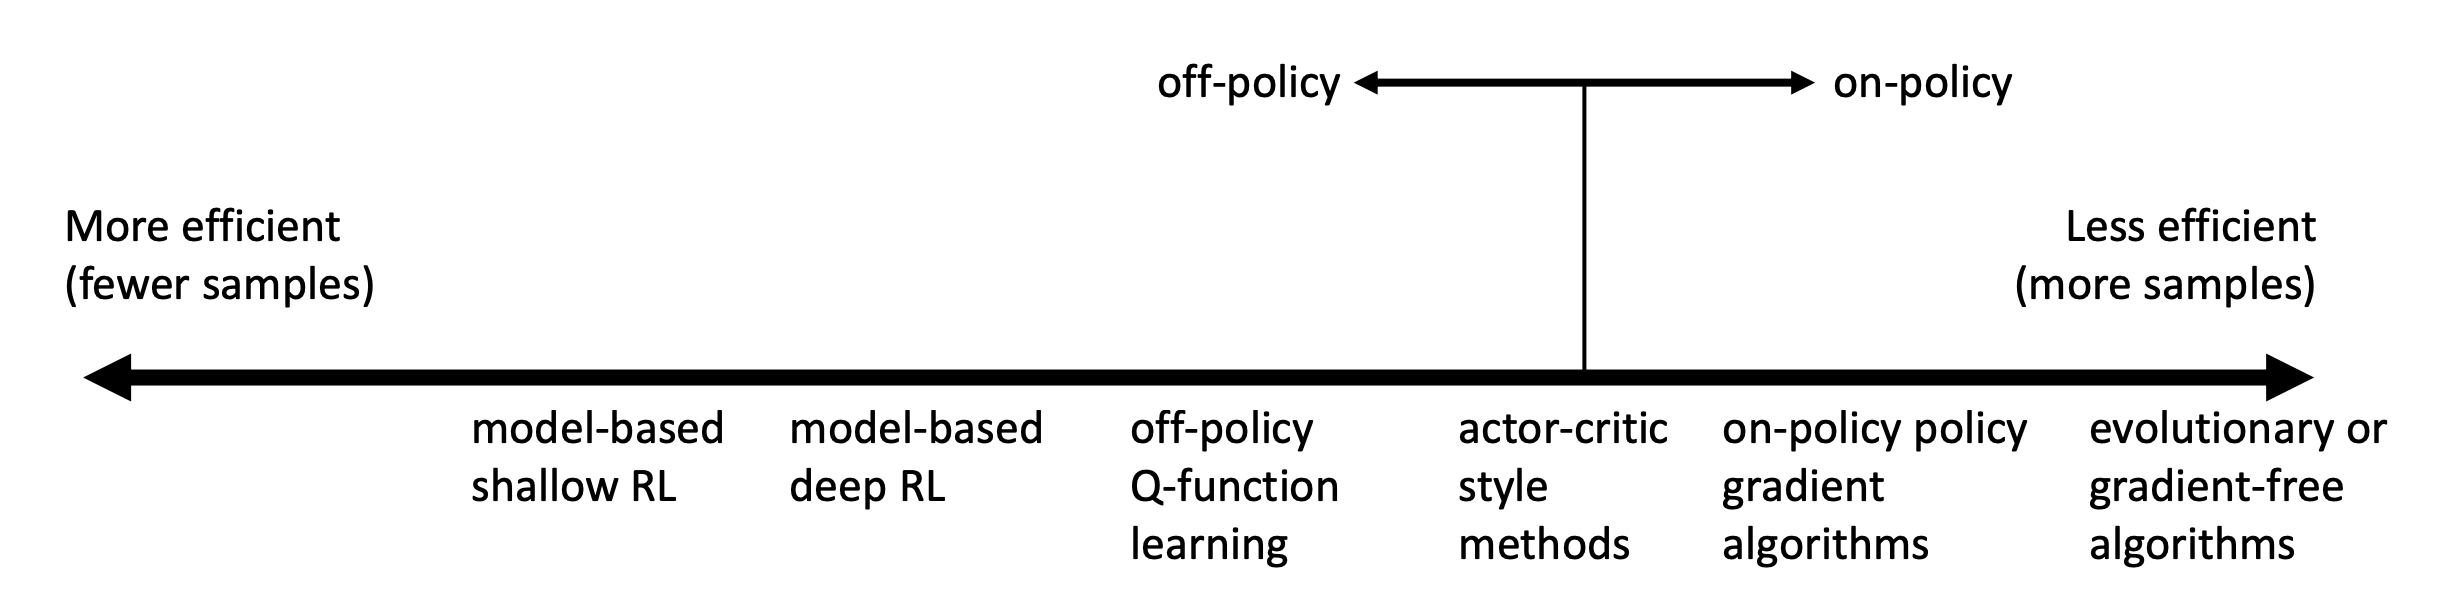 off-policy
on-policy
More efficient
(fewer samples)
Less efficient
(more samples)
model-based
shallow RL
model-based
deep RL
off-policy
Q-function
learning
actor-critic
style
methods
on-policy policy
gradient
algorithms
evolutionary or
gradient-free
algorithms